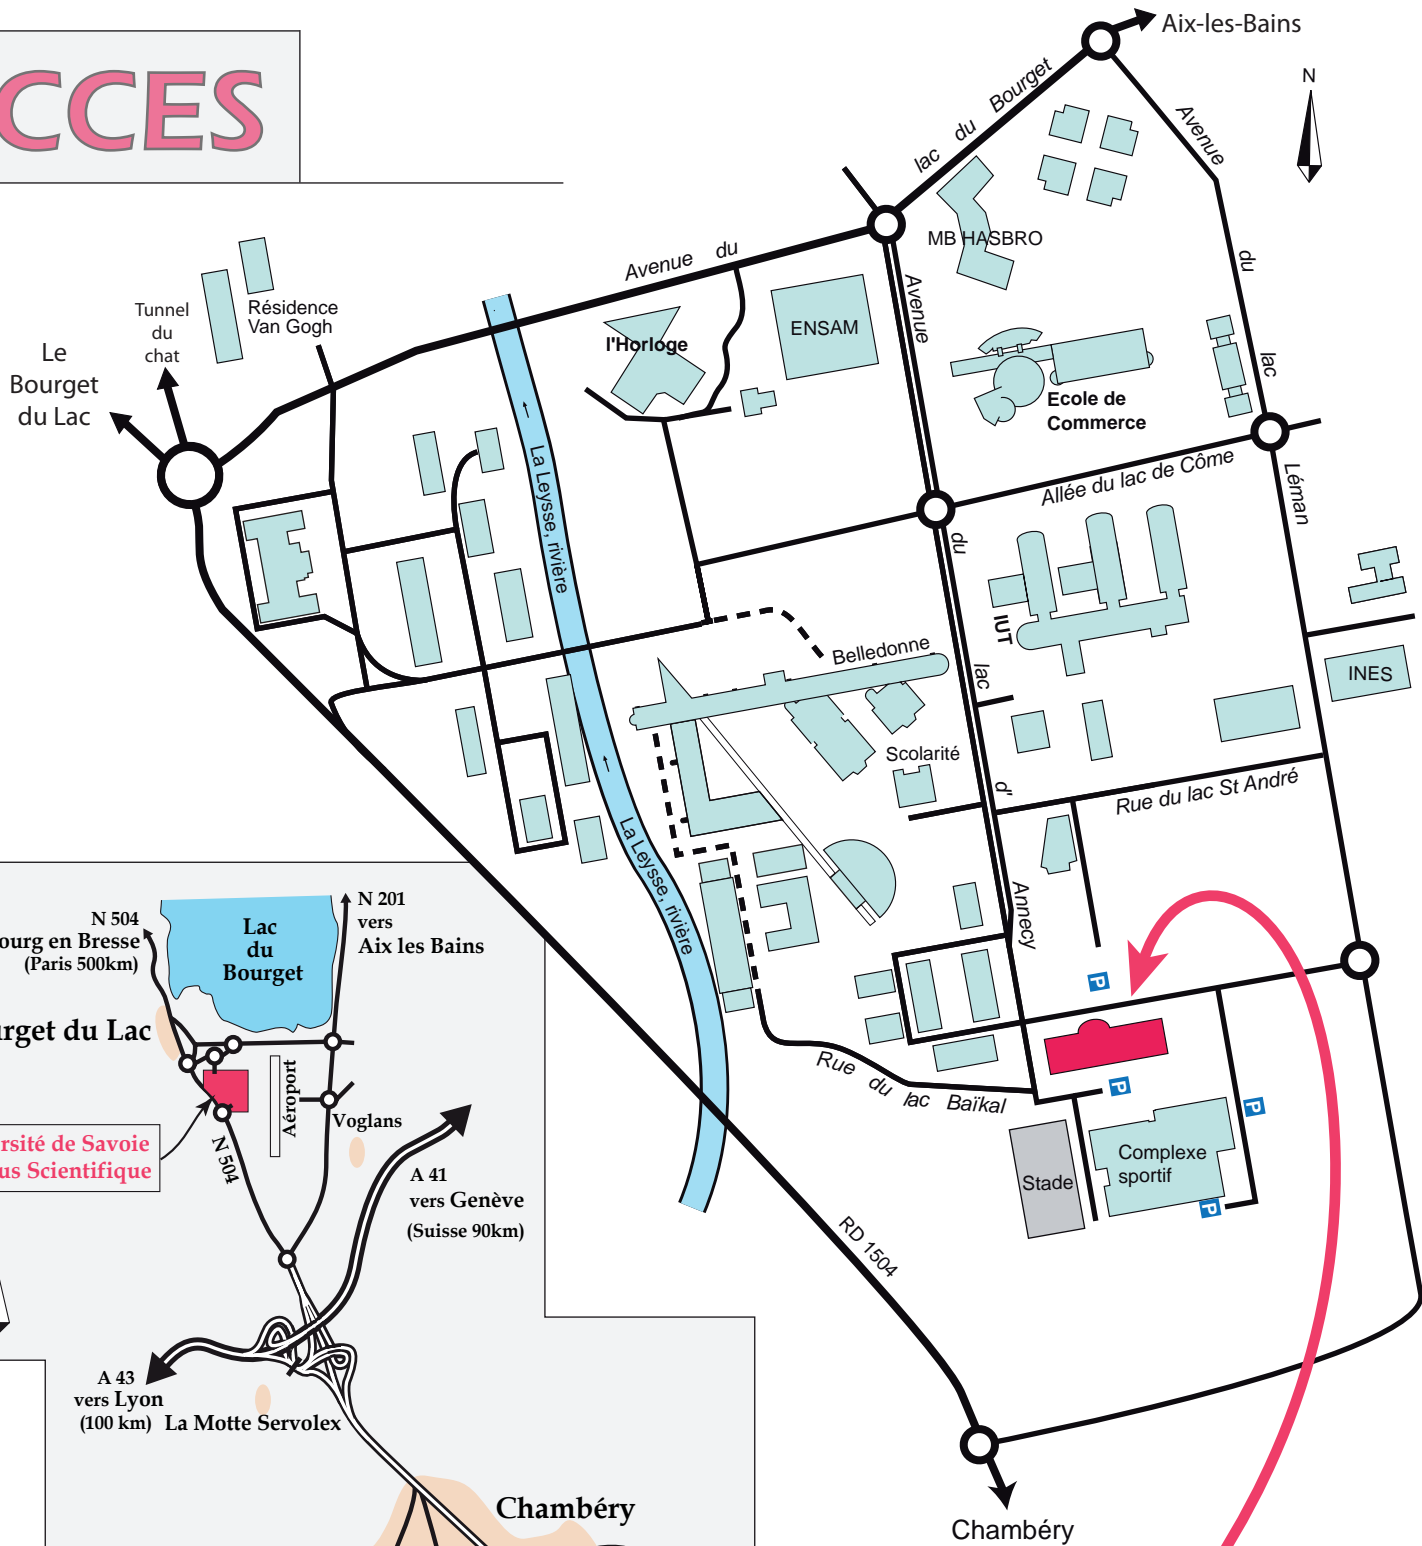 CCES
Aix-les-Bains
N
Avenue du lac du Bourget
Avenue du lac Léman
MB HASBRO
Résidence
Van Gogh
Tunnel
du
chat
Le
Bourget
du Lac
l'Horloge
ENSAM
Avenue du lac d' Annecy
Ecole de
Commerce
Allée du lac de Côme
La Leysse, rivière
IUT
Belledonne
INES
Scolarité
Rue du lac St André
La Leysse, rivière
P
Rue du lac Baïkal
P
P
Complexe
sportif
Stade
P
RD 1504
Chambéry
N 504
ourg en Bresse
(Paris 500km)
Lac
du
Bourget
N 201
vers
Aix les Bains
urget du Lac
Aéroport
Voglans
rsité de Savoie
us Scientifique
N 504
A 41
vers Genève
(Suisse 90km)
A 43
vers Lyon
(100 km)
La Motte Servolex
Chambéry